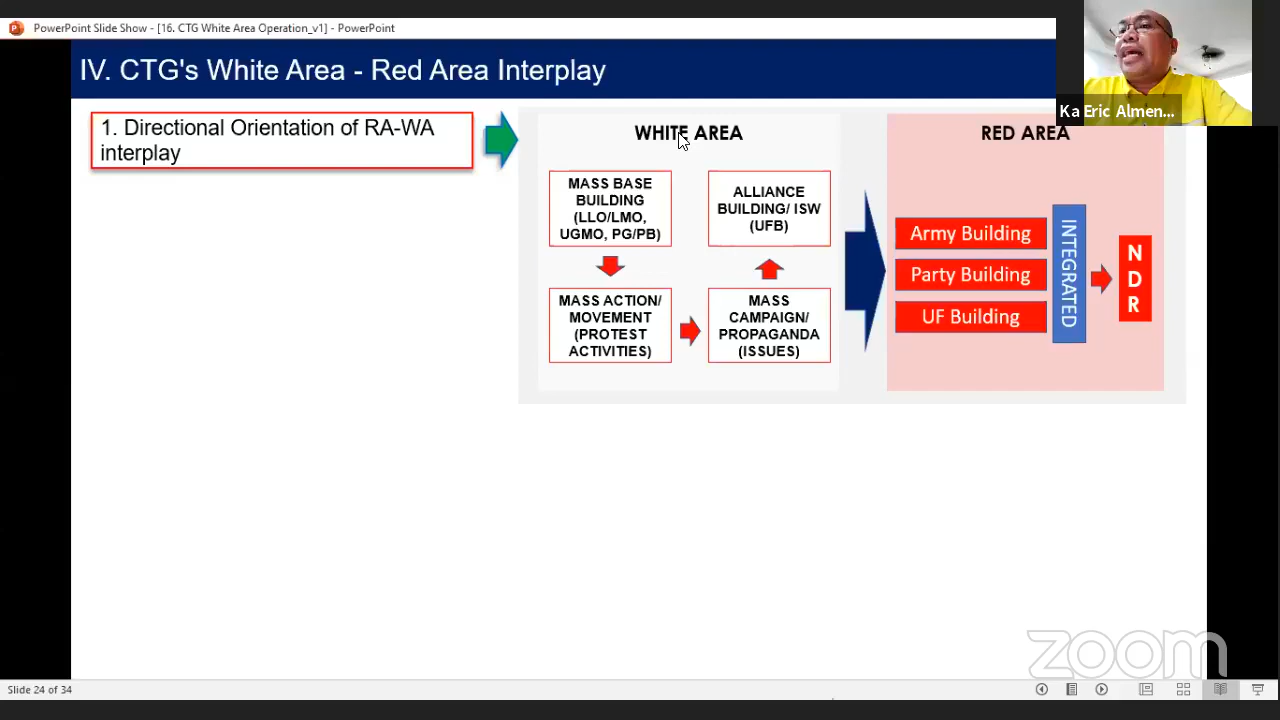 PowerPoint Slide Show - [16. CTG White Area Operation_v1] - PowerPoint
IV. CTG's White Area - Red Area Interplay
Ka Eric Almen...
1. Directional Orientation of RA-WA
interplay
WHITE AREA
MASS BASE
BUILDING
(LLO/LMO,
UGMO, PG/PB)
ALLIANCE
BUILDING/ ISW
(UFB)
MASS ACTION/
MOVEMENT
(PROTEST
ACTIVITIES)
MASS
CAMPAIGN/
PROPAGANDA
(ISSUES)
RED AREA
Army Building
Party Building
UF Building
INTEGRATED
N
D
R
zoom
Slide 24 of 34